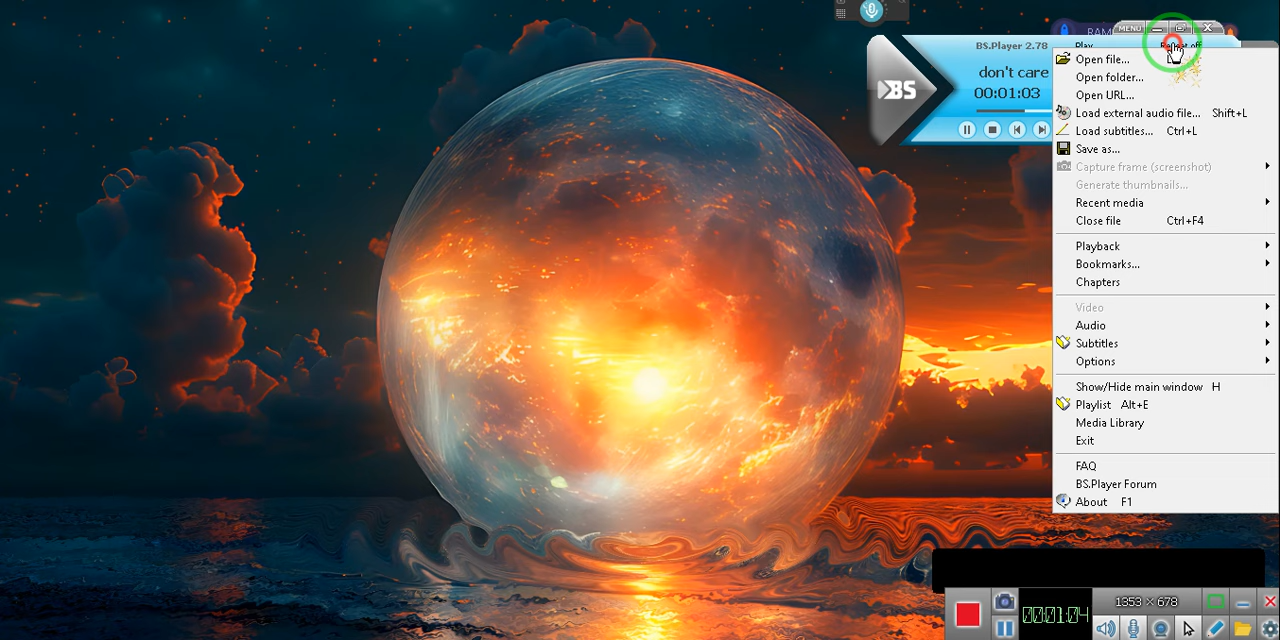 RAM
MENU
BS.Player 2.78
Play
don't care
00:01:03
BS
Open file...
Open folder...
Open URL...
Load external audio file... Shift+L
Load subtitles... Ctrl+L
Save as...
Capture frame (screenshot)
Generate thumbnails...
Recent media
Close file Ctrl+F4
Playback
Bookmarks...
Chapters
Video
Audio
Subtitles
Options
Show/Hide main window H
Playlist Alt+E
Media Library
Exit
FAQ
BS.Player Forum
About F1
1353 × 678
00:01:04